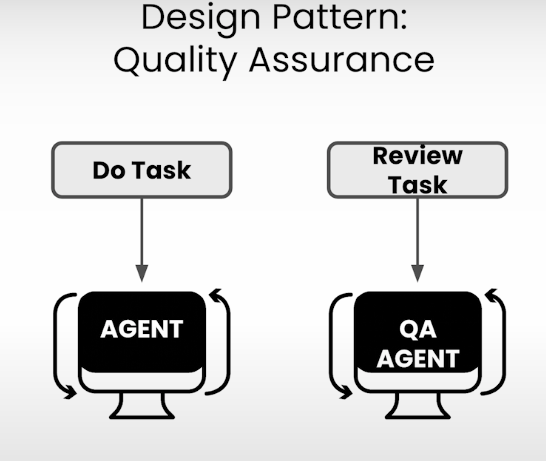 Design Pattern:
Quality Assurance
Do Task
Review
Task
AGENT
QA
AGENT